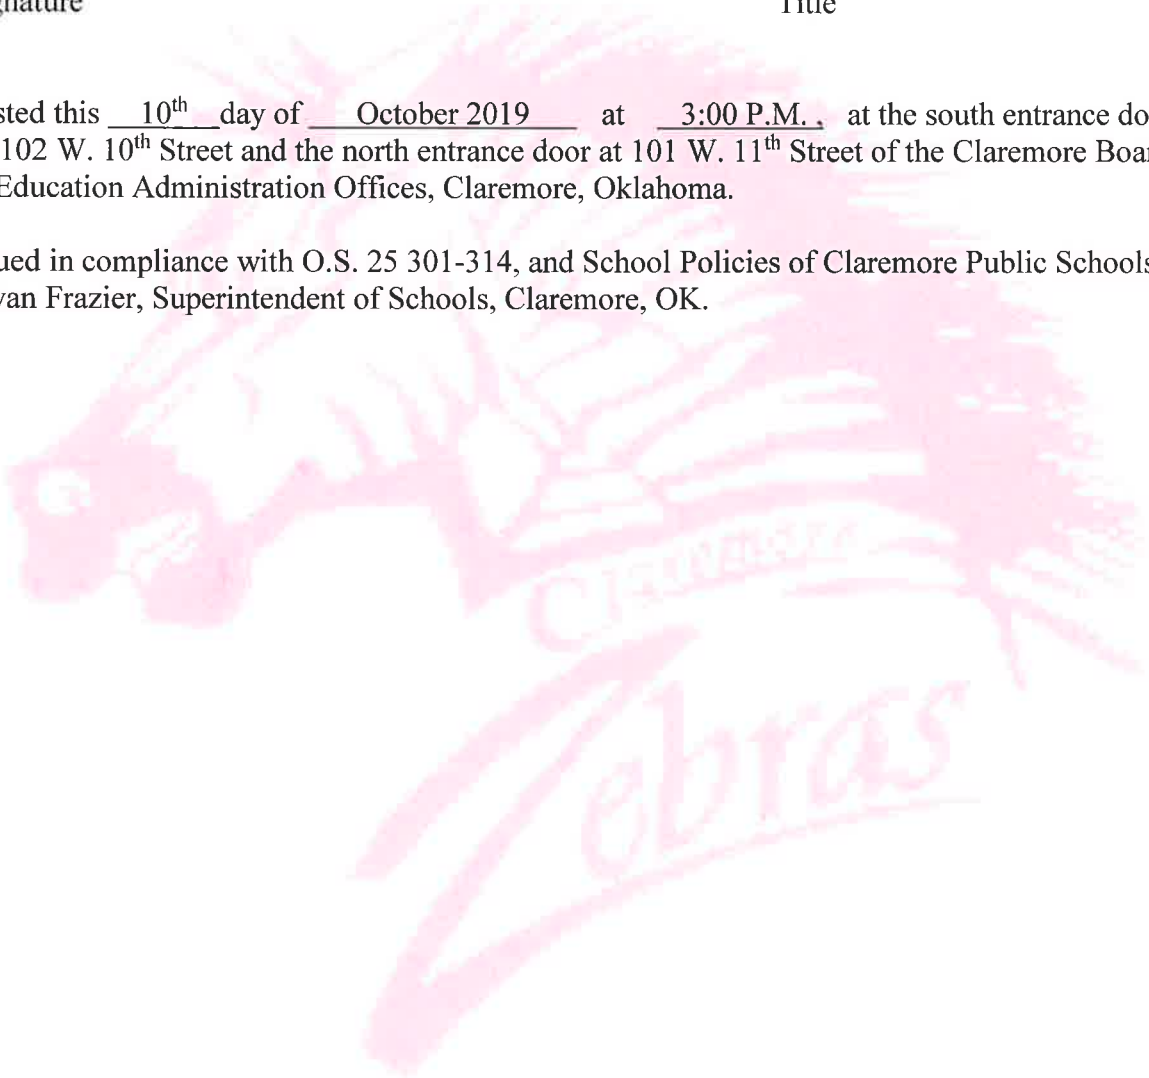 gnature Title
sted this 10th day of October 2019 at 3:00 P.M. , at the south entrance do
102 W. 10th Street and the north entrance door at 101 W. 11th Street of the Claremore Boar
Education Administration Offices, Claremore, Oklahoma.
ued in compliance with O.S. 25 301-314, and School Policies of Claremore Public Schools
van Frazier, Superintendent of Schools, Claremore, OK.
Claremore
Zebras